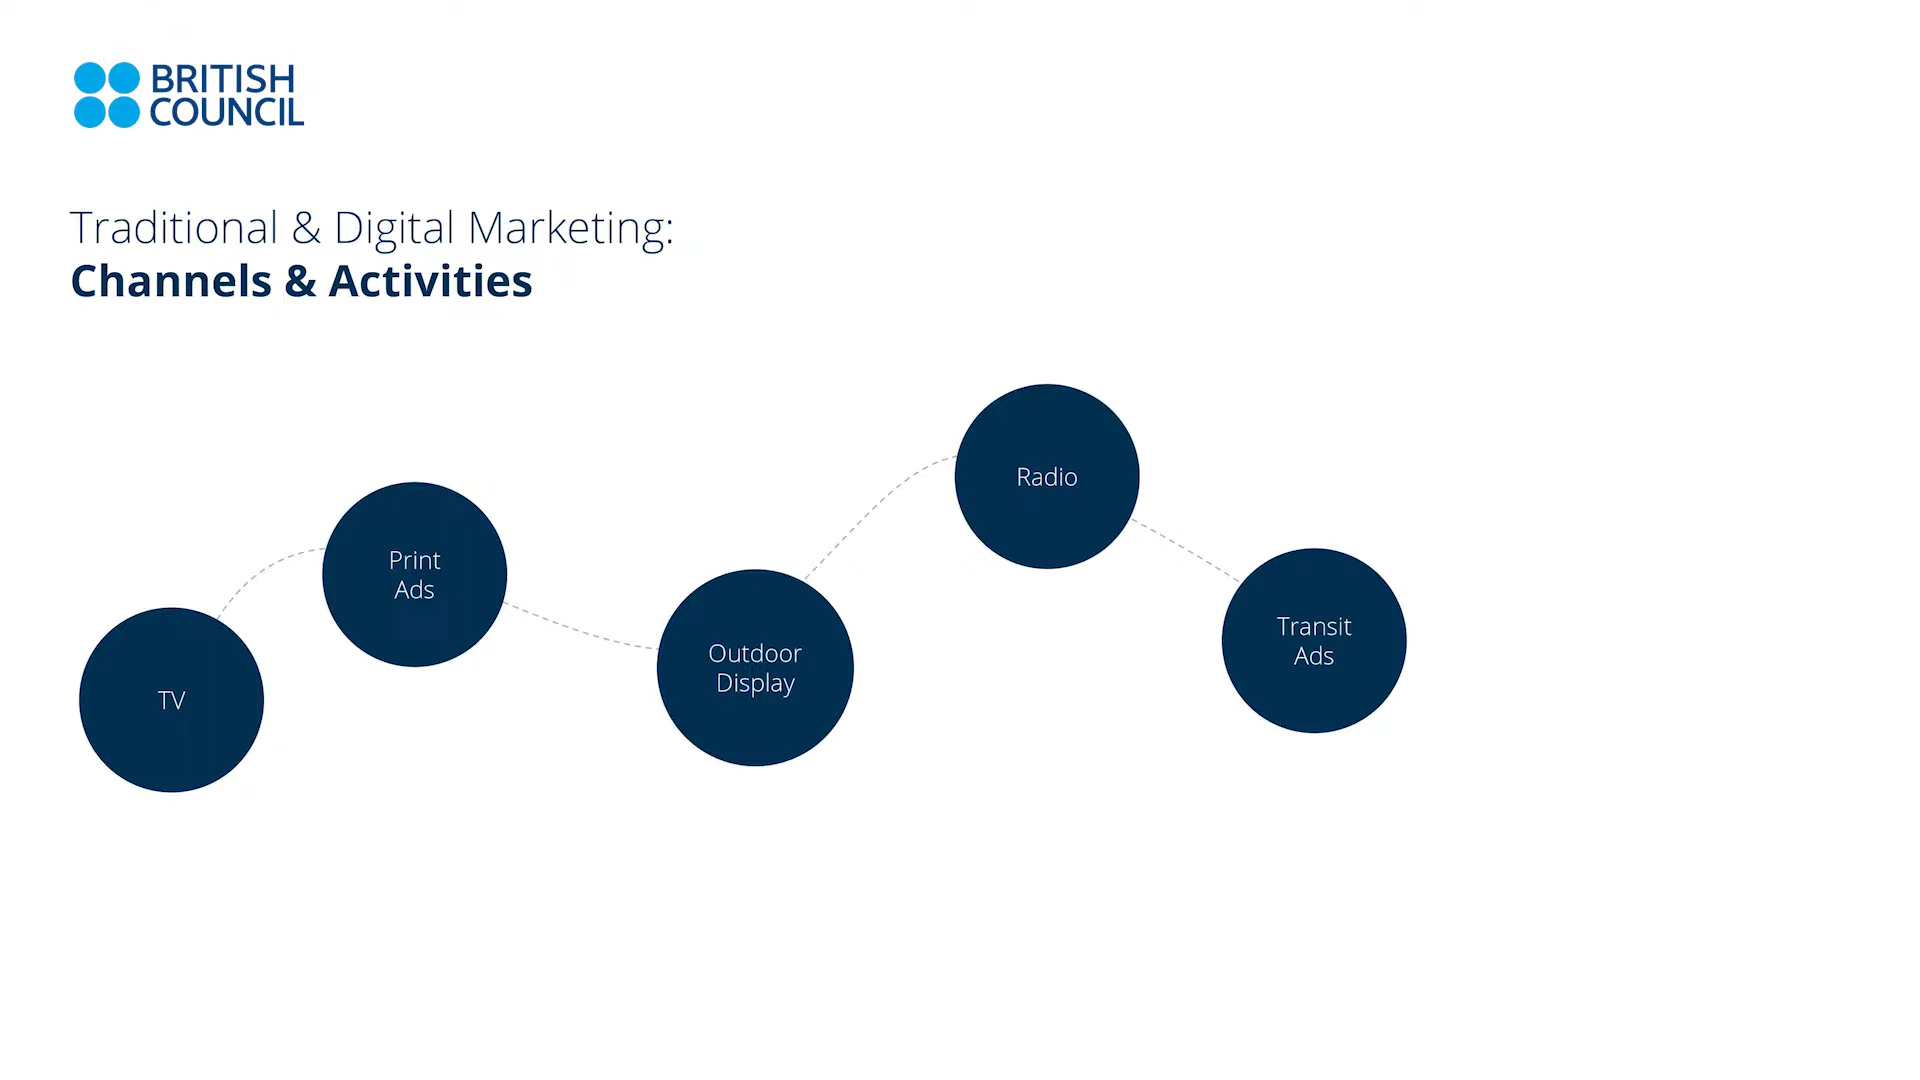 BRITISH
COUNCIL
Traditional & Digital Marketing:
Channels & Activities
TV
Print
Ads
Outdoor
Display
Radio
Transit
Ads